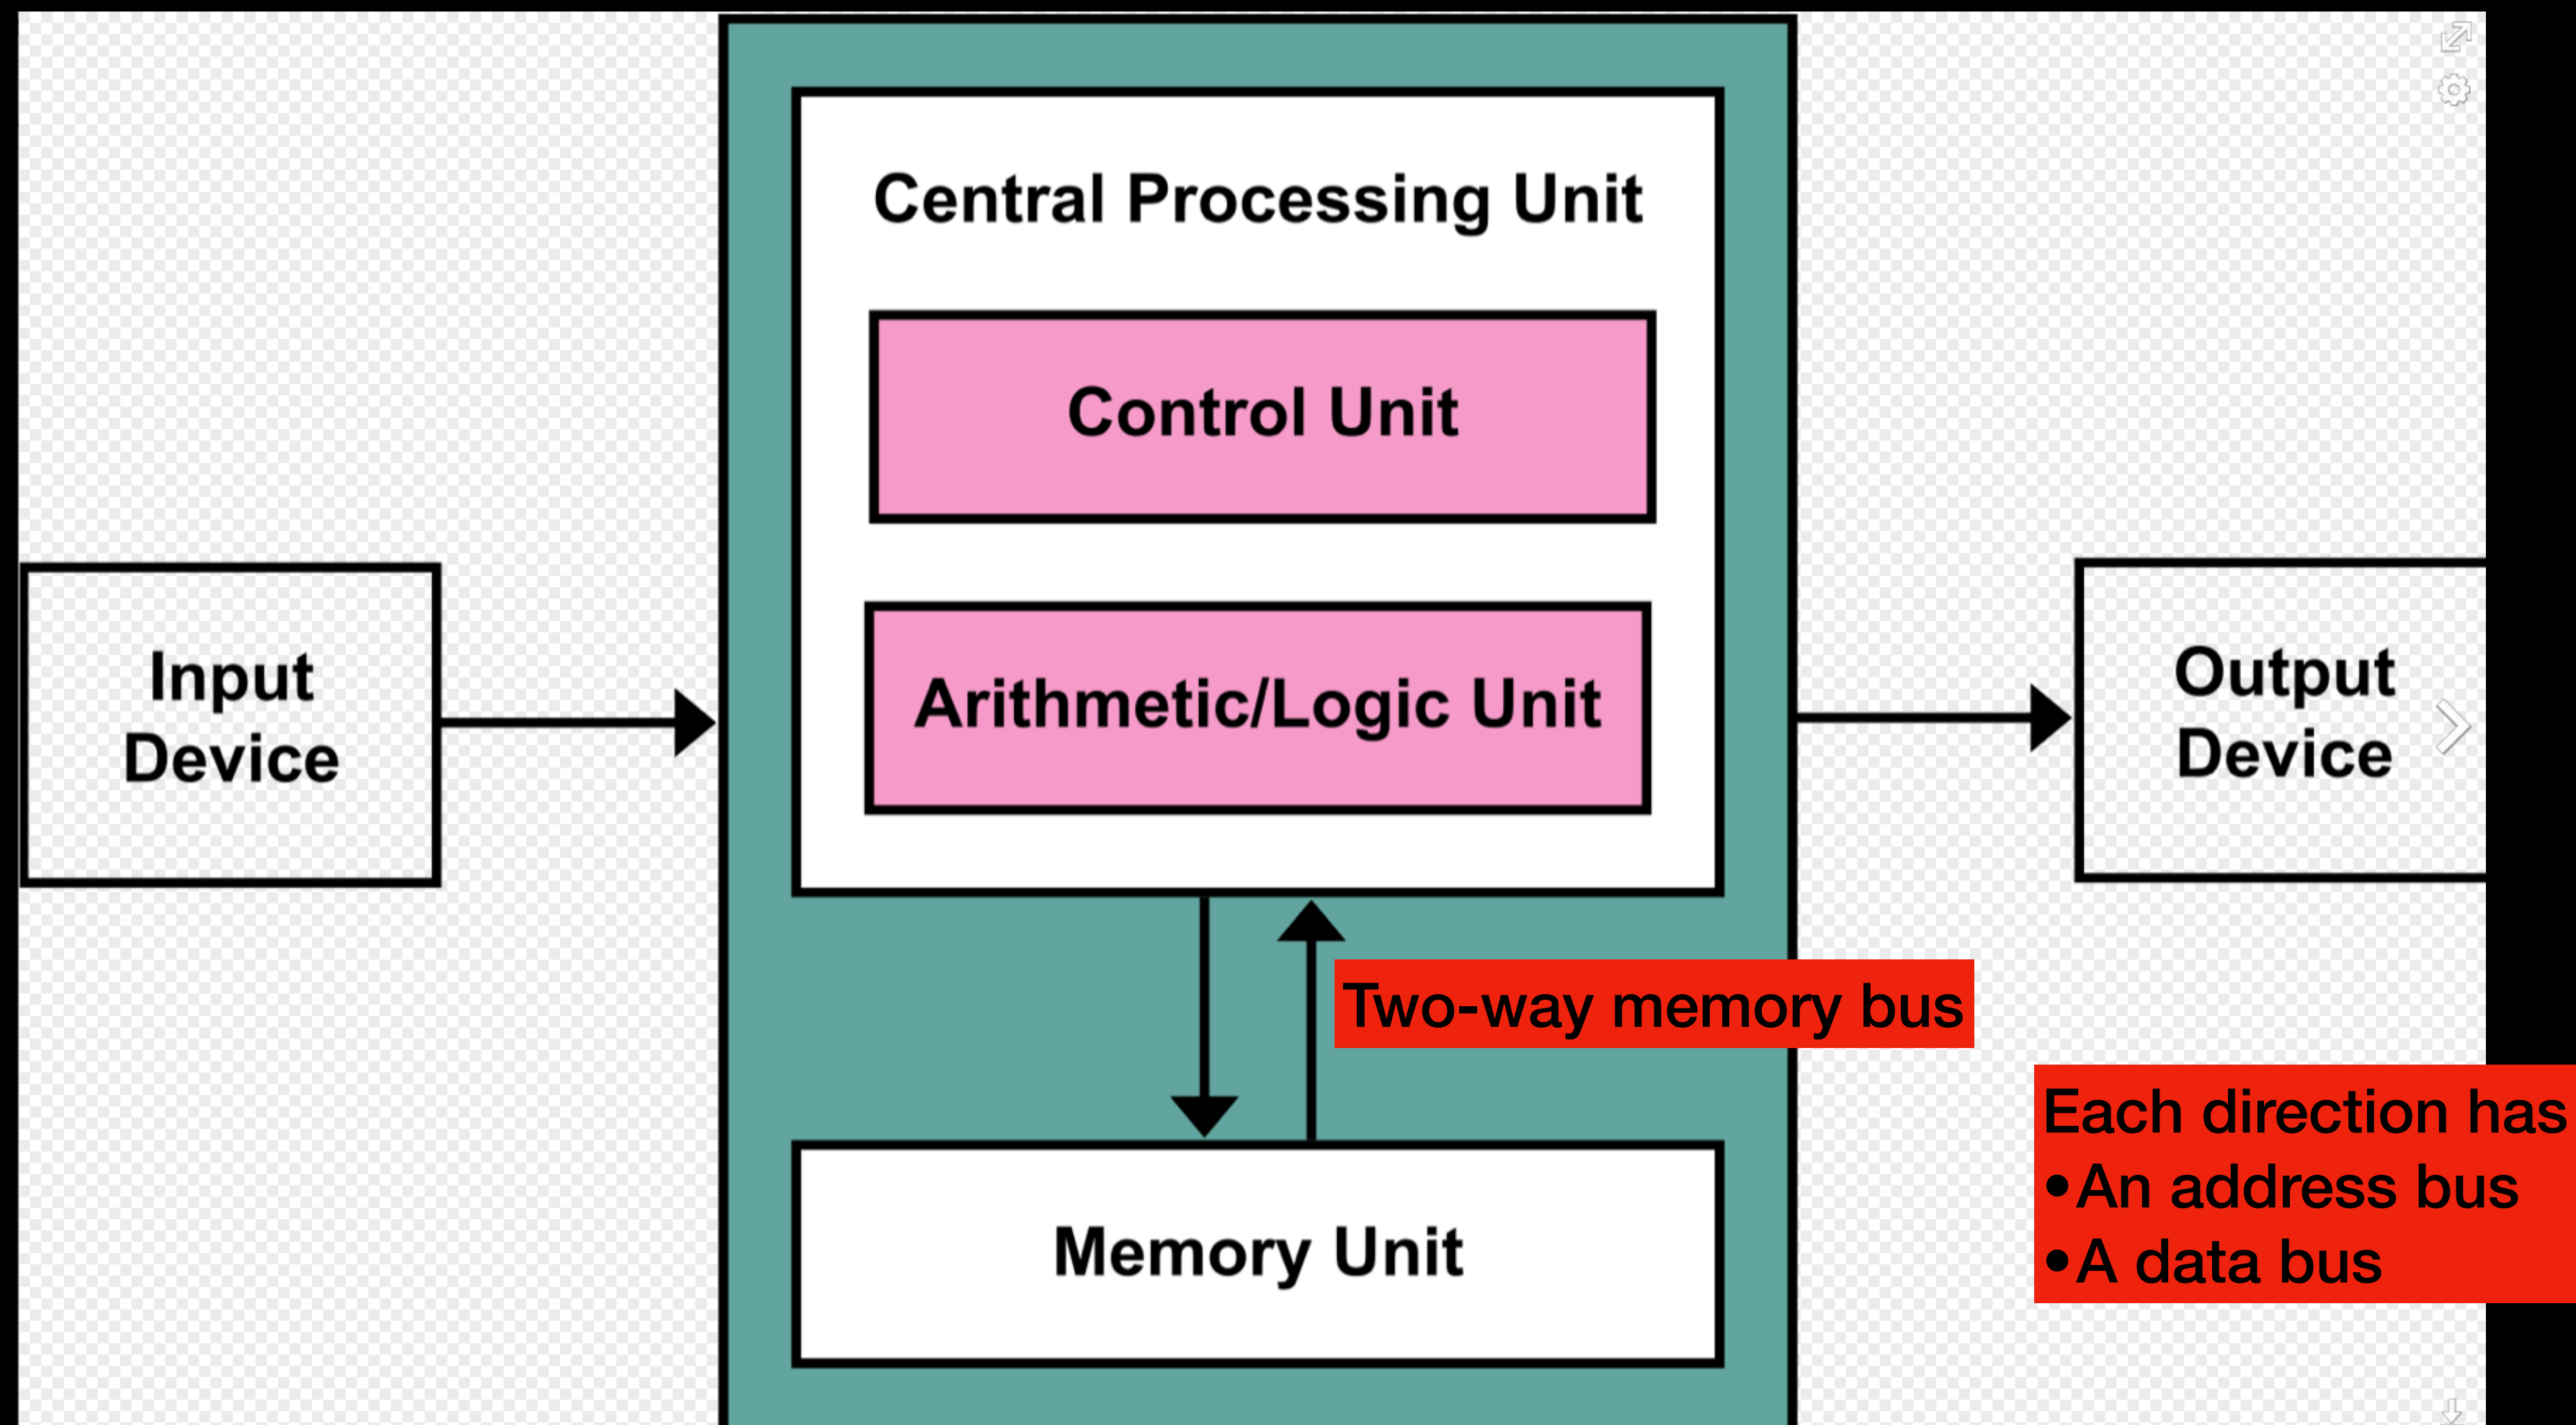 Central Processing Unit
Control Unit
Arithmetic/Logic Unit
Input
Device
Output
Device
Two-way memory bus
Memory Unit
Each direction has
•An address bus
•A data bus